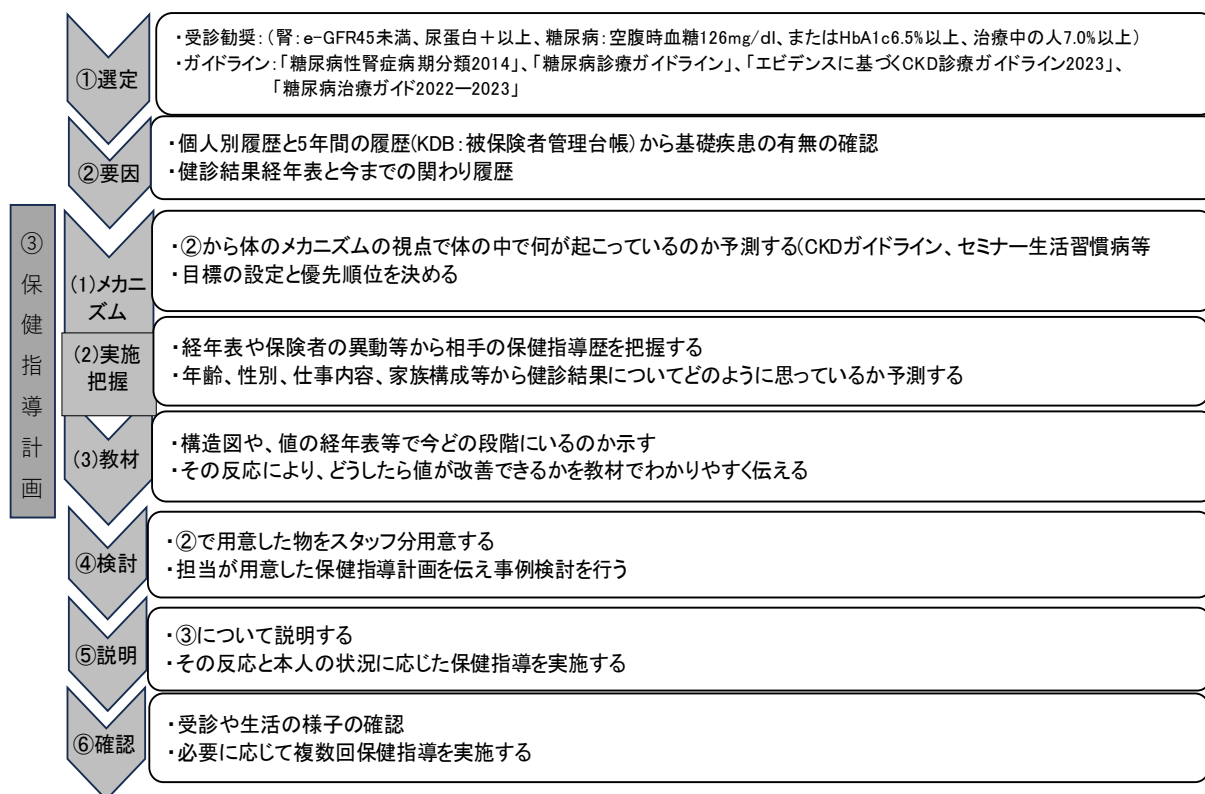 ①選定
・受診勧奨:(腎:e-GFR45未満、尿蛋白+以上、糖尿病:空腹時血糖126mg/dl、またはHbA1c6.5%以上、治療中の人7.0%以上)
・ガイドライン:「糖尿病性腎症病期分類2014」、「糖尿病診療ガイドライン」、「エビデンスに基づくCKD診療ガイドライン2023」、
「糖尿病治療ガイド2022ー2023」
②要因
・個人別履歴と5年間の履歴(KDB:被保険者管理台帳)から基礎疾患の有無の確認
・健診結果経年表と今までの関わり履歴
③保健指導計画
(1)メカニ
ズム
・②から体のメカニズムの視点で体の中で何が起こっているのか予測する(CKDガイドライン、セミナー生活習慣病等
・目標の設定と優先順位を決める
(2)実施
把握
・経年表や保険者の異動等から相手の保健指導歴を把握する
・年齢、性別、仕事内容、家族構成等から健診結果についてどのように思っているか予測する
(3)教材
・構造図や、値の経年表等で今どの段階にいるのか示す
・その反応により、どうしたら値が改善できるかを教材でわかりやすく伝える
④検討
・②で用意した物をスタッフ分用意する
・担当が用意した保健指導計画を伝え事例検討を行う
⑤説明
・③について説明する
・その反応と本人の状況に応じた保健指導を実施する
⑥確認
・受診や生活の様子の確認
・必要に応じて複数回保健指導を実施する